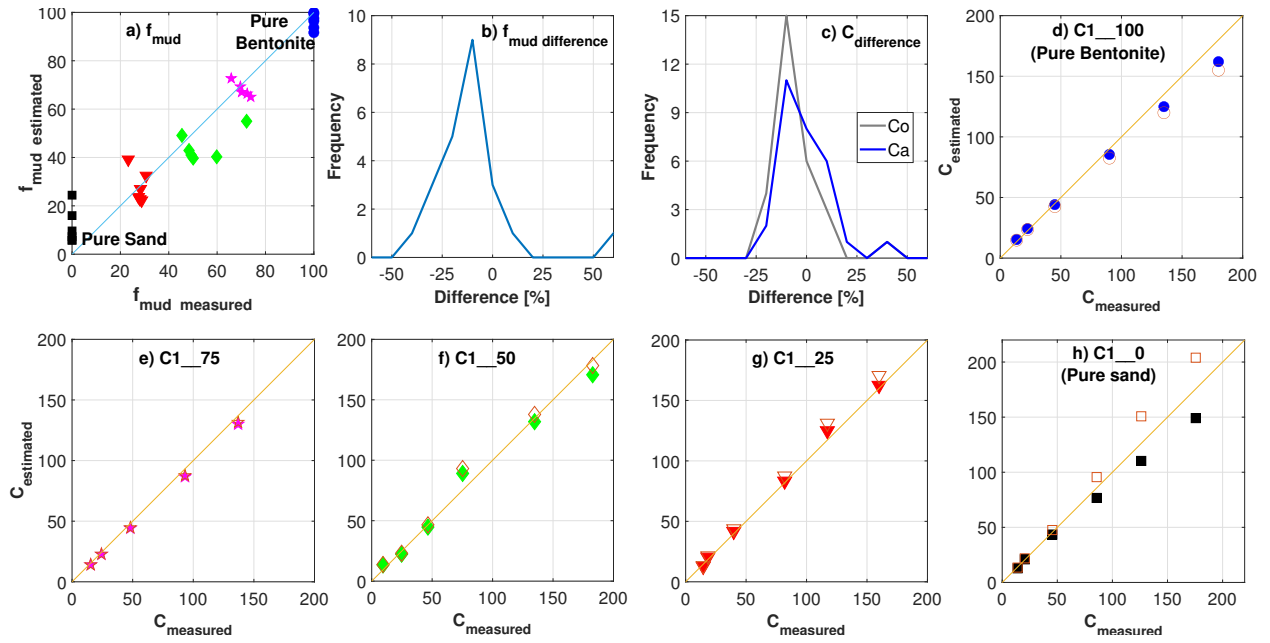 a) f_mud
Pure
Bentonite
Pure Sand
100
80
60
40
20
0
f_mud estimated
0 20 40 60 80 100
f_mud measured
b) f_mud difference
10
8
6
4
2
0
Frequency
-50 -25 0 25 50
Difference [%]
c) C_difference
15
12
9
6
3
0
Frequency
Co
Ca
-50 -25 0 25 50
Difference [%]
d) C1__100
(Pure Bentonite)
200
150
100
50
0
C_estimated
0 50 100 150 200
C_measured
e) C1__75
200
150
100
50
0
C_estimated
0 50 100 150 200
C_measured
f) C1__50
200
150
100
50
0
0 50 100 150 200
C_measured
g) C1__25
200
150
100
50
0
0 50 100 150 200
C_measured
h) C1__0
(Pure sand)
200
150
100
50
0
0 50 100 150 200
C_measured